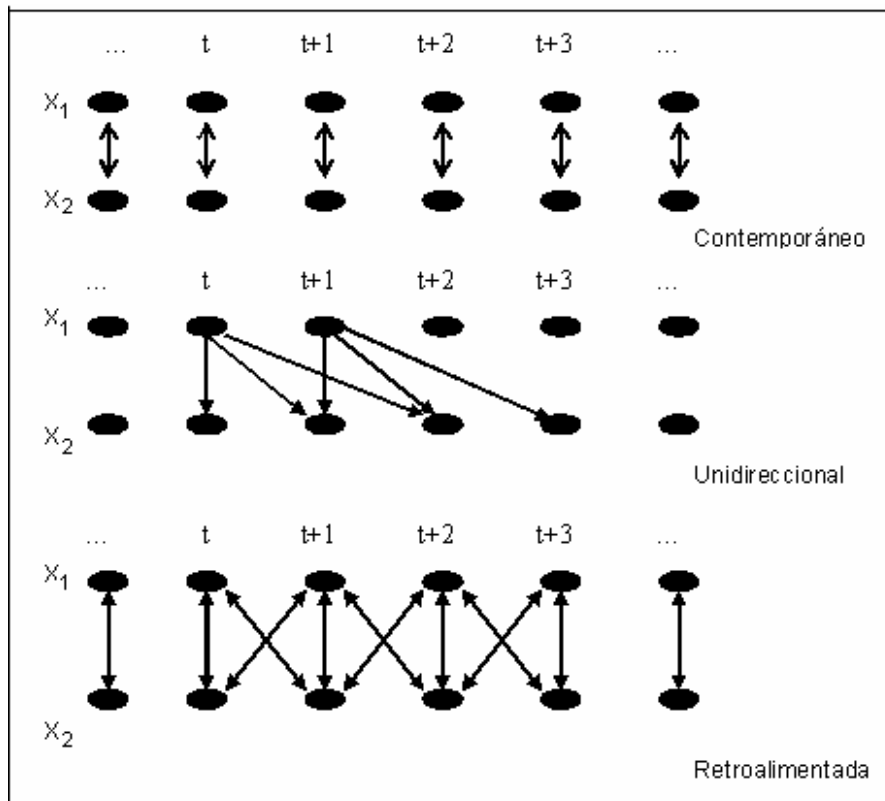 ... t t+1 t+2 t+3 ...
X1
X2
Contemporáneo
... t t+1 t+2 t+3 ...
X1
X2
Unidireccional
... t t+1 t+2 t+3 ...
X1
X2
Retroalimentada